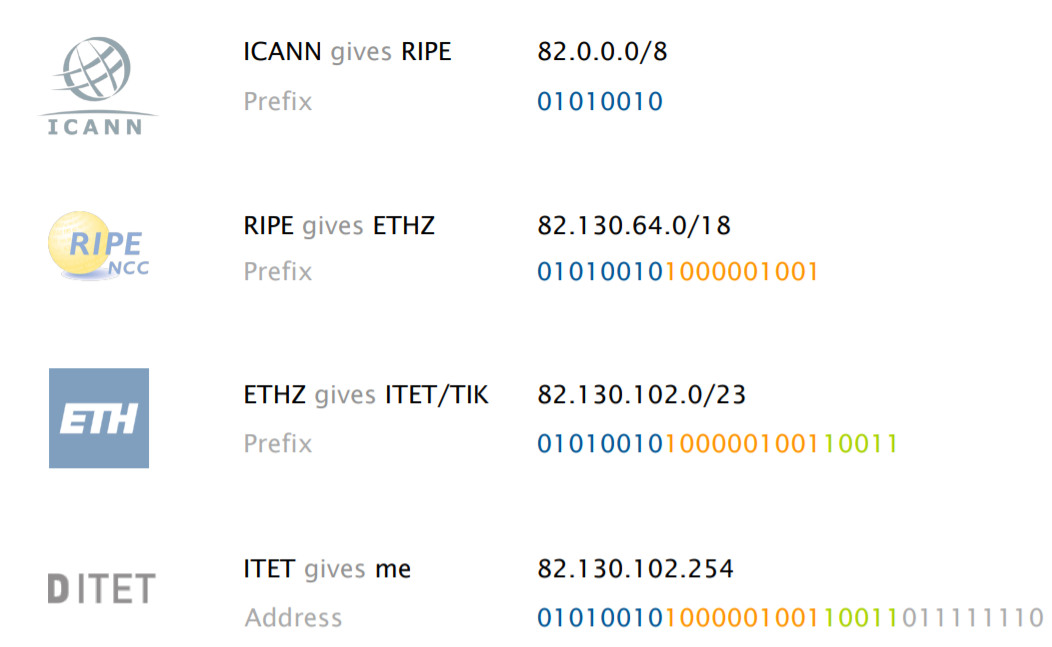 ICANN gives RIPE 82.0.0.0/8
Prefix 01010010
ICANN
RIPE gives ETHZ 82.130.64.0/18
RIPE
NCC
Prefix 010100101000001001
ETHZ gives ITET/TIK 82.130.102.0/23
ETH
Prefix 01010010100000100110011
ITET gives me 82.130.102.254
D ITET
Address 01010010100000100110011011111110